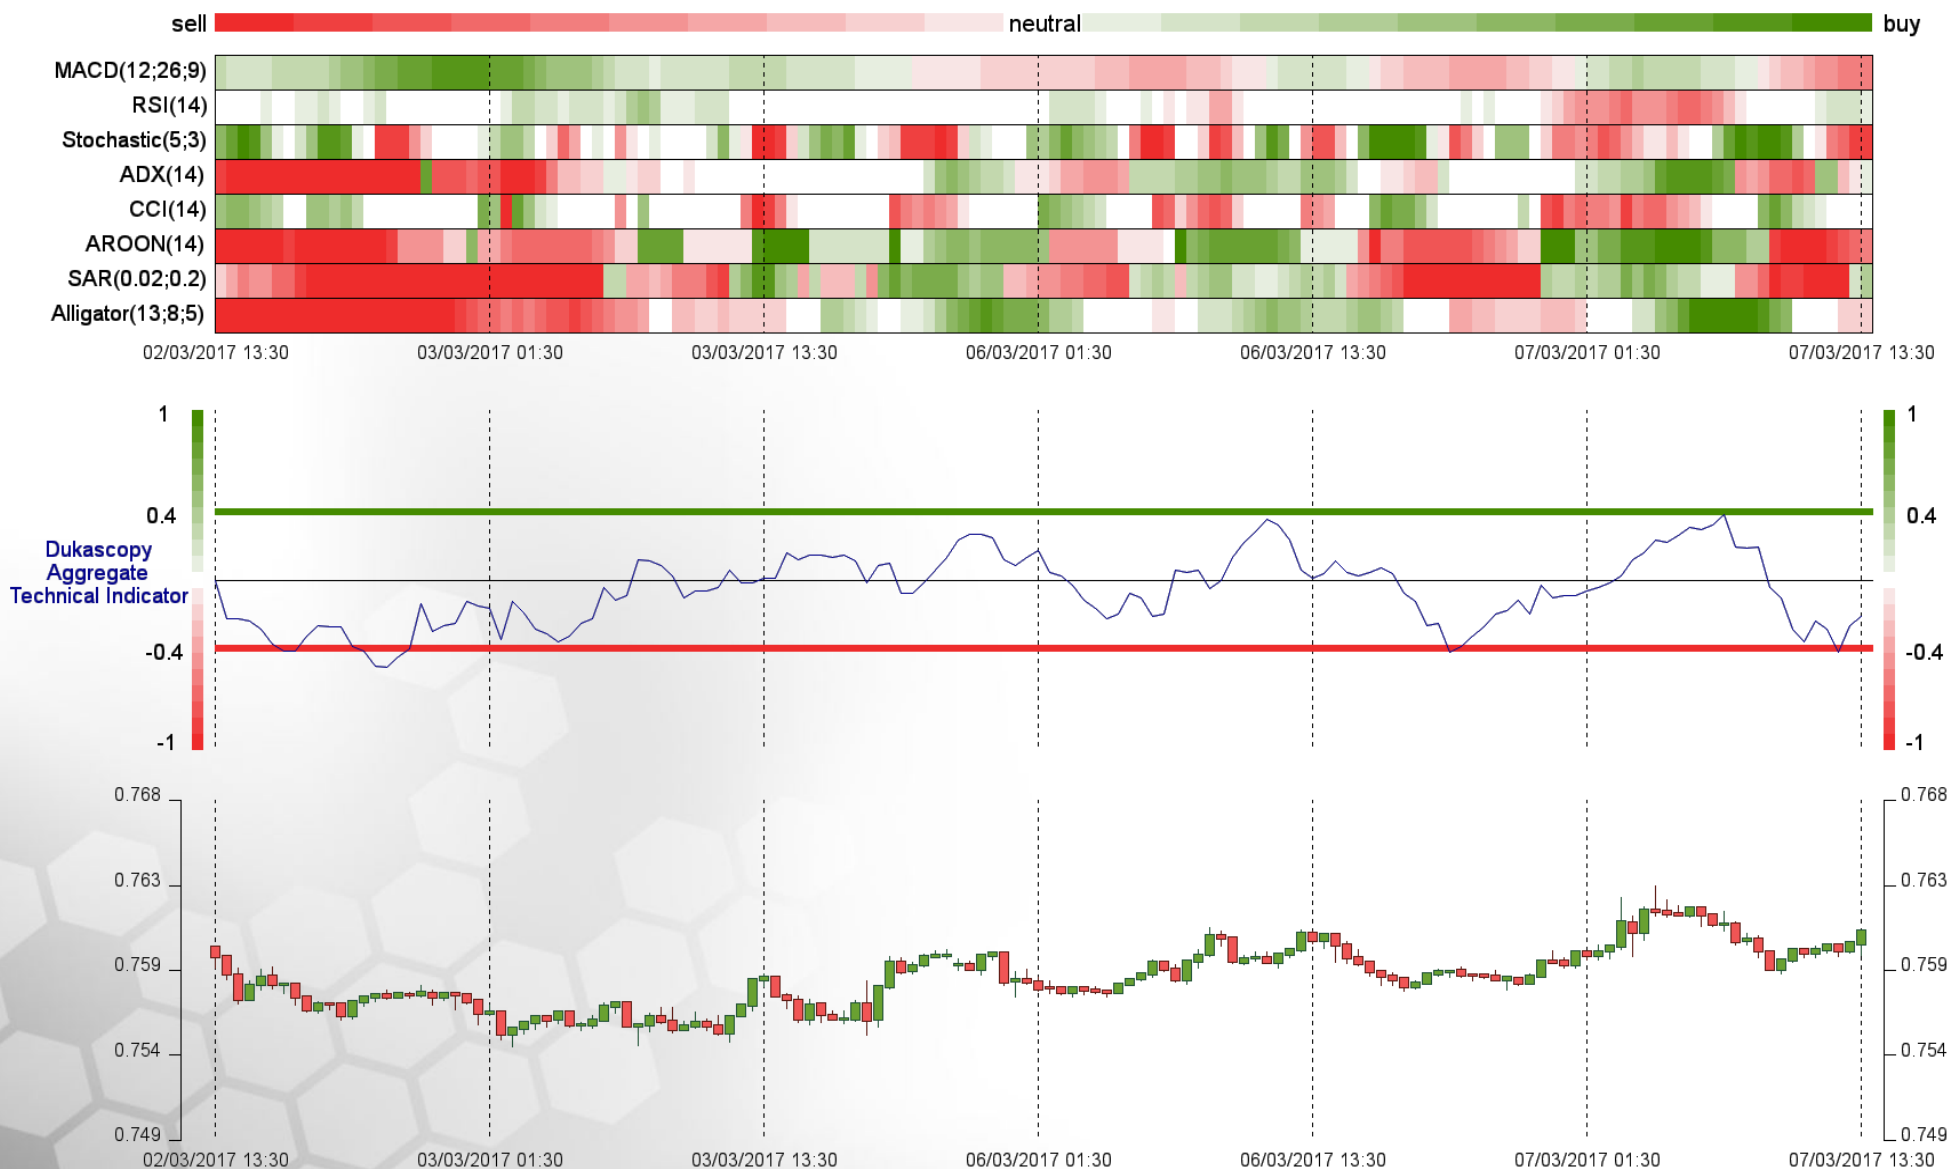 sell neutral buy
MACD(12;26;9)
RSI(14)
Stochastic(5;3)
ADX(14)
CCI(14)
AROON(14)
SAR(0.02;0.2)
Alligator(13;8;5)
02/03/2017 13:30 03/03/2017 01:30 03/03/2017 13:30 06/03/2017 01:30 06/03/2017 13:30 07/03/2017 01:30 07/03/2017 13:30
1 1
0.4 0.4
Dukascopy
Aggregate
Technical Indicator
-0.4 -0.4
-1 -1
0.768 0.768
0.763 0.763
0.759 0.759
0.754 0.754
0.749 0.749
02/03/2017 13:30 03/03/2017 01:30 03/03/2017 13:30 06/03/2017 01:30 06/03/2017 13:30 07/03/2017 01:30 07/03/2017 13:30